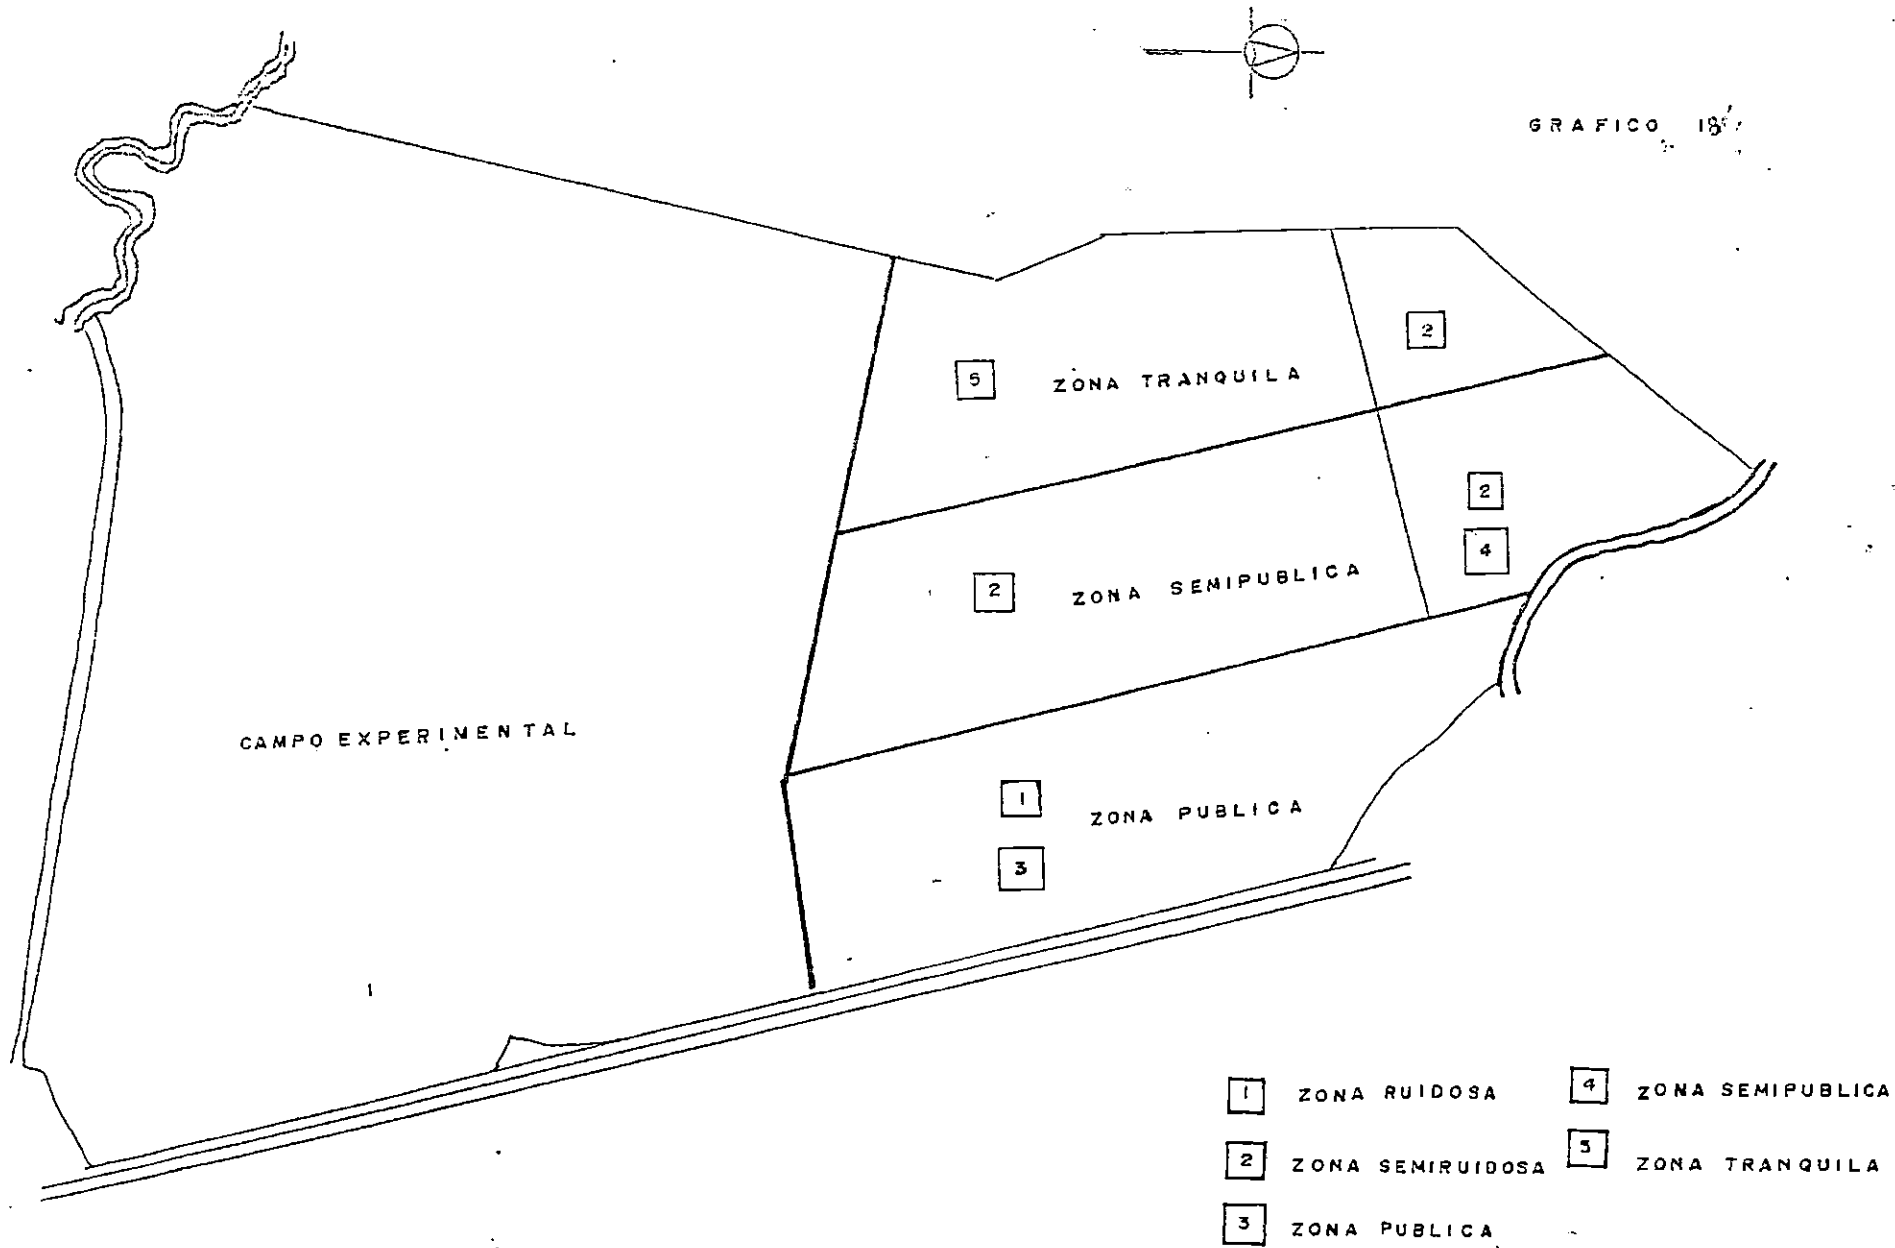 GRAFICO 18
2
5 ZONA TRANQUILA
2
4
2 ZONA SEMIPUBLICA
CAMPO EXPERIMENTAL
1 ZONA PUBLICA
3
1 ZONA RUIDOSA
4 ZONA SEMIPUBLICA
2 ZONA SEMIRUIDOSA
5 ZONA TRANQUILA
3 ZONA PUBLICA